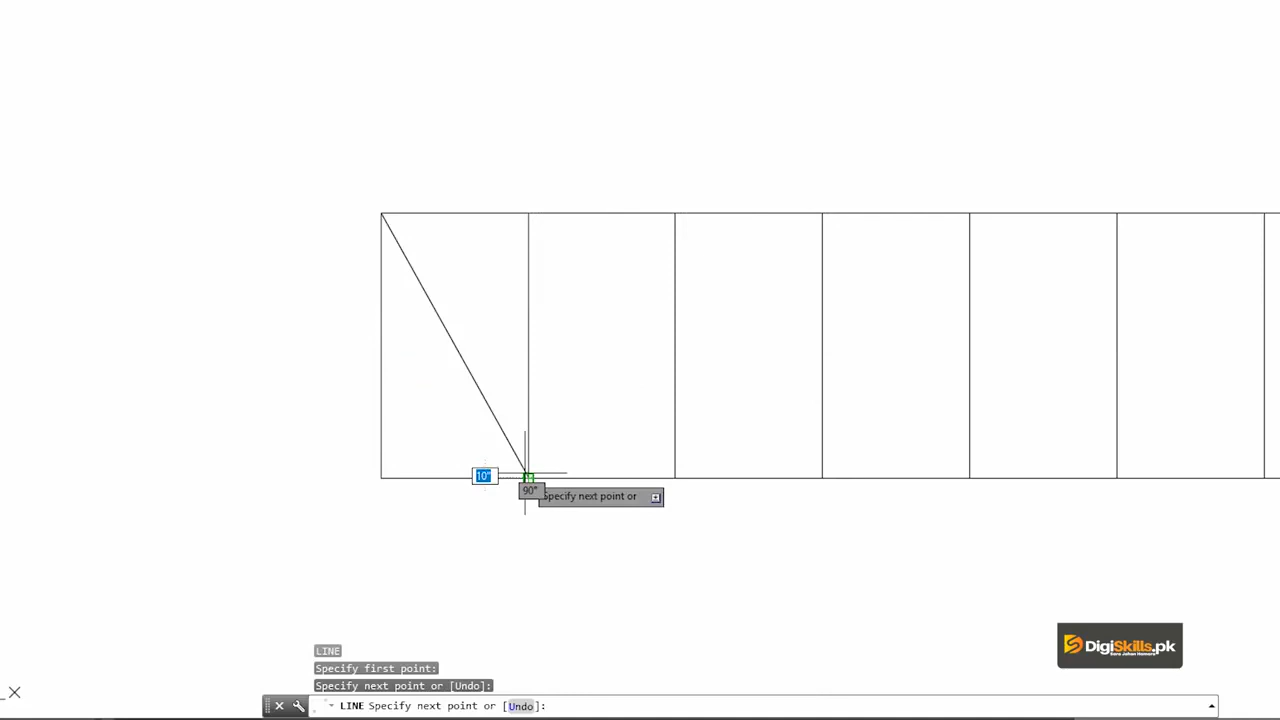 10"
90°
Specify next point or
DigiSkills.pk
LINE
Specify first point:
Specify next point or [Undo]:
LINE Specify next point or [Undo]: